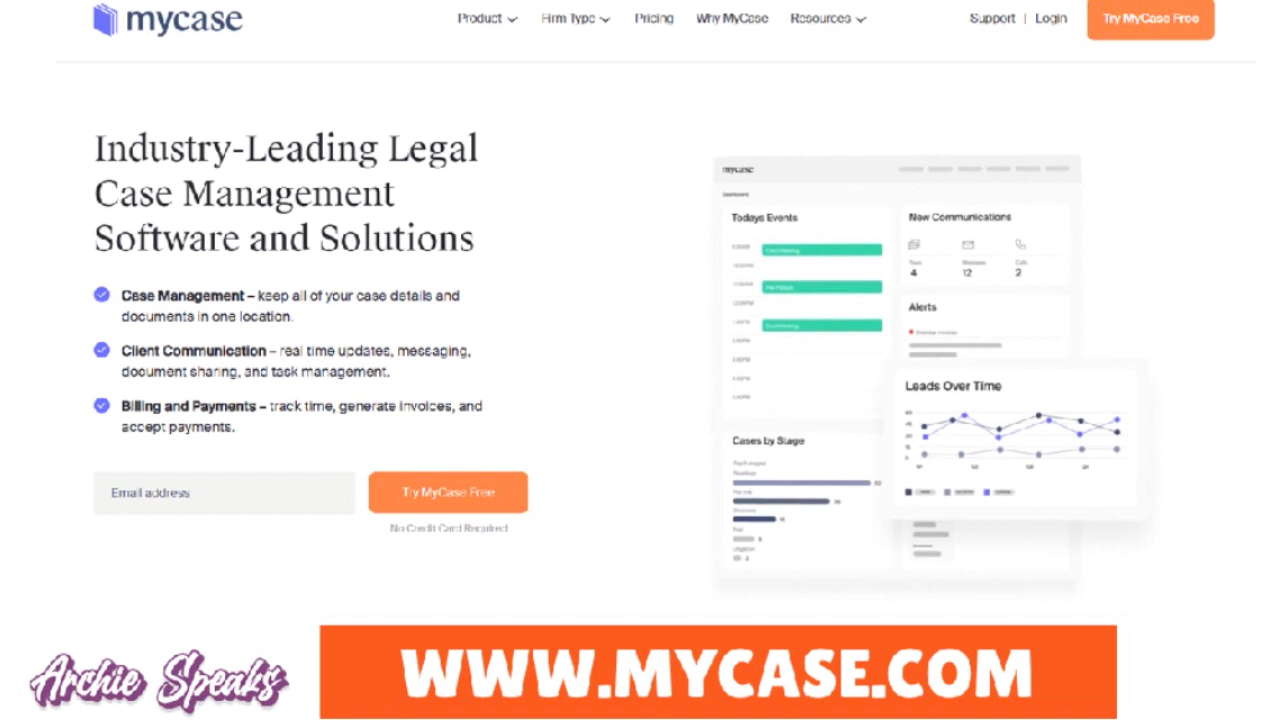 mycase
Product
Firm Type
Pricing
Why MyCase
Resources
Support | Login
Try MyCase Free
Industry-Leading Legal
Case Management
Software and Solutions
Case Management – keep all of your case details and
documents in one location.
Client Communication – real time updates, messaging,
document sharing, and task management.
Billing and Payments – track time, generate invoices, and
accept payments.
Email address
Try MyCase Free
No Credit Card Required
mycase
Dashboard
Todays Events
New Communications
4
12
2
Alerts
Leads Over Time
Cases by Stage
Discovery
Litigation
Archie Speaks
WWW.MYCASE.COM